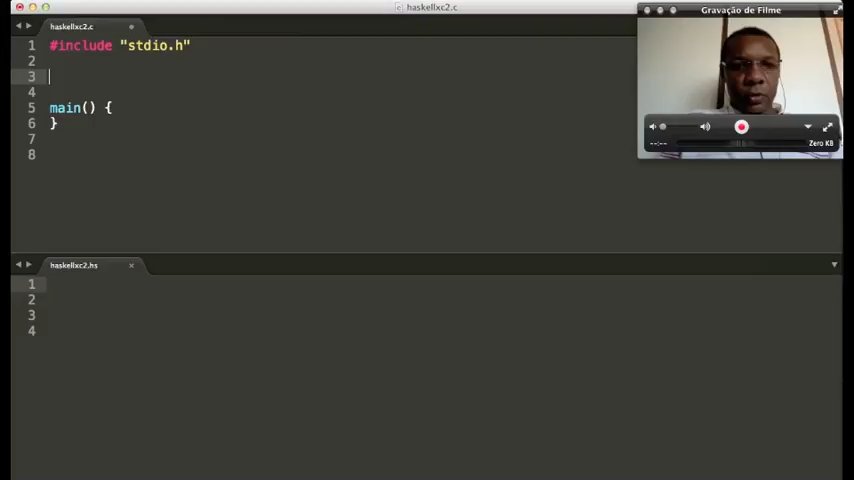 haskellxc2.c
Gravação de Filme
haskellxc2.c
1 #include "stdio.h"
2
3
4
5 main() {
6 }
7
8
--:--
Zero KB
haskellxc2.hs
1
2
3
4